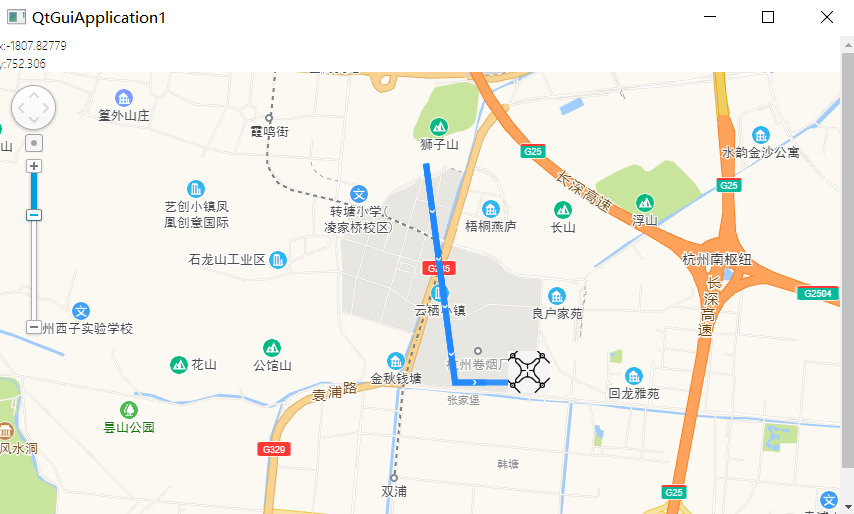 QtGuiApplication1
x:-1807.82779
y:752.306
篁外山庄
霞鸣街
狮子山
G25
水韵金沙公寓
山
长深高速
G25
艺创小镇凤
凰创意国际
转塘小学(
凌家桥校区)
梧桐燕庐
长山
浮山
石龙山工业区
G235
杭州南枢纽
长深高速
G2504
云栖小镇
良户家苑
州西子实验学校
花山
公馆山
金秋钱塘
杭州卷烟厂
回龙雅苑
袁浦路
张家堡
昙山公园
风水洞
G329
韩塘
双浦
G25